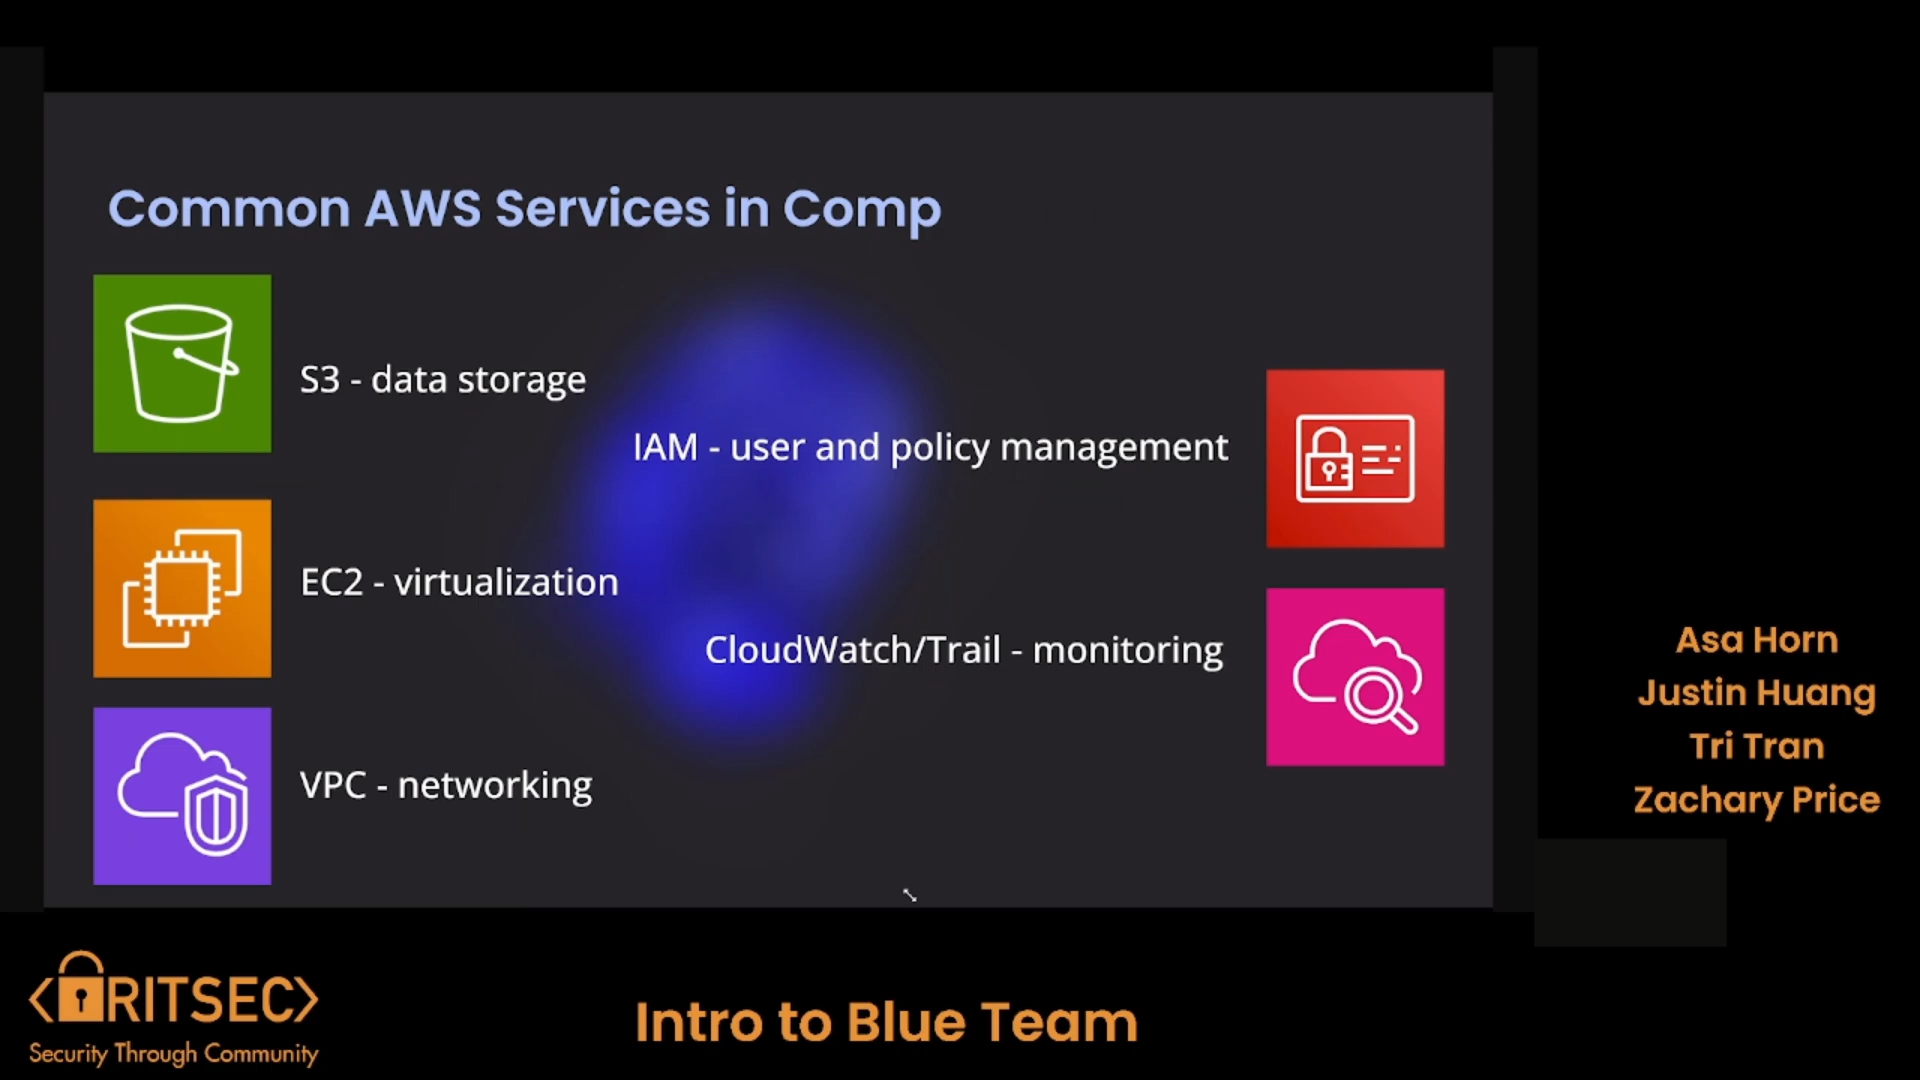 Common AWS Services in Comp
S3 - data storage
IAM - user and policy management
EC2 - virtualization
CloudWatch/Trail - monitoring
VPC - networking
Asa Horn
Justin Huang
Tri Tran
Zachary Price
<RITSEC>
Security Through Community
Intro to Blue Team